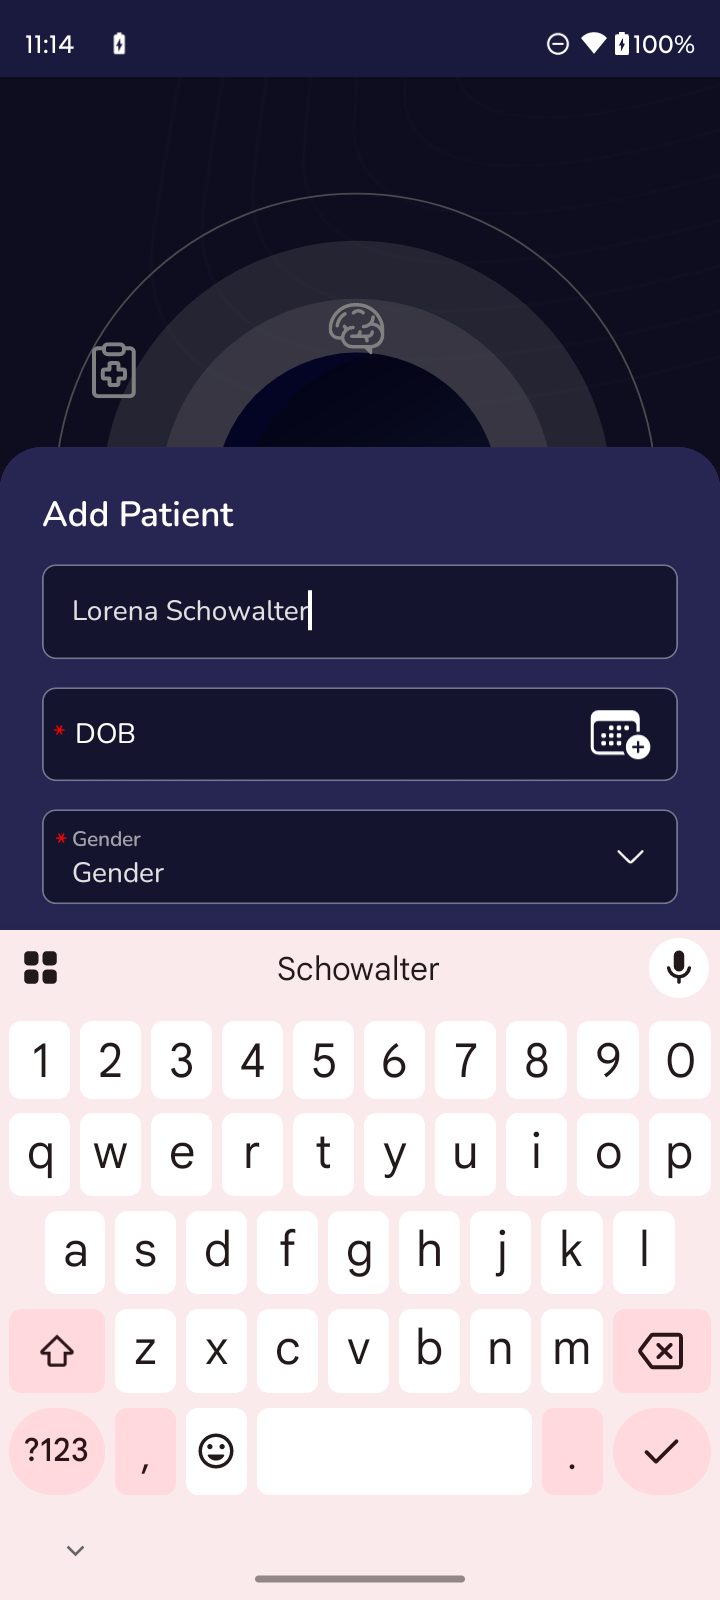 11:14
100%
Add Patient
Lorena Schowalter
* DOB
* Gender
Gender
Schowalter
1 2 3 4 5 6 7 8 9 0
q w e r t y u i o p
a s d f g h j k l
z x c v b n m
?123 , .